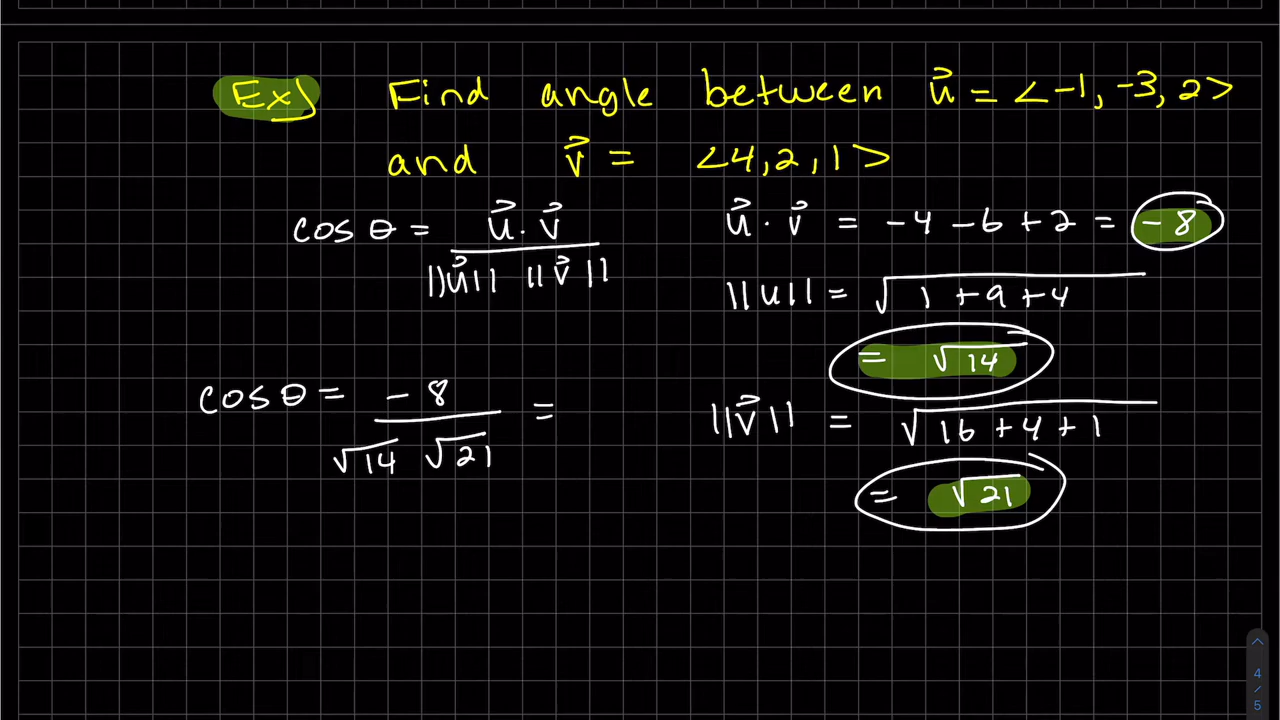 Ex) Find angle between u⃗ = <-1, -3, 2>
and v⃗ = <4, 2, 1>
cos θ = u⃗ · v⃗ / ||u⃗|| ||v⃗||
u⃗ · v⃗ = -4 - 6 + 2 = -8
||u|| = √1 + 9 + 4
= √14
cos θ = -8 / √14 √21 =
||v⃗|| = √16 + 4 + 1
= √21
4
/
5